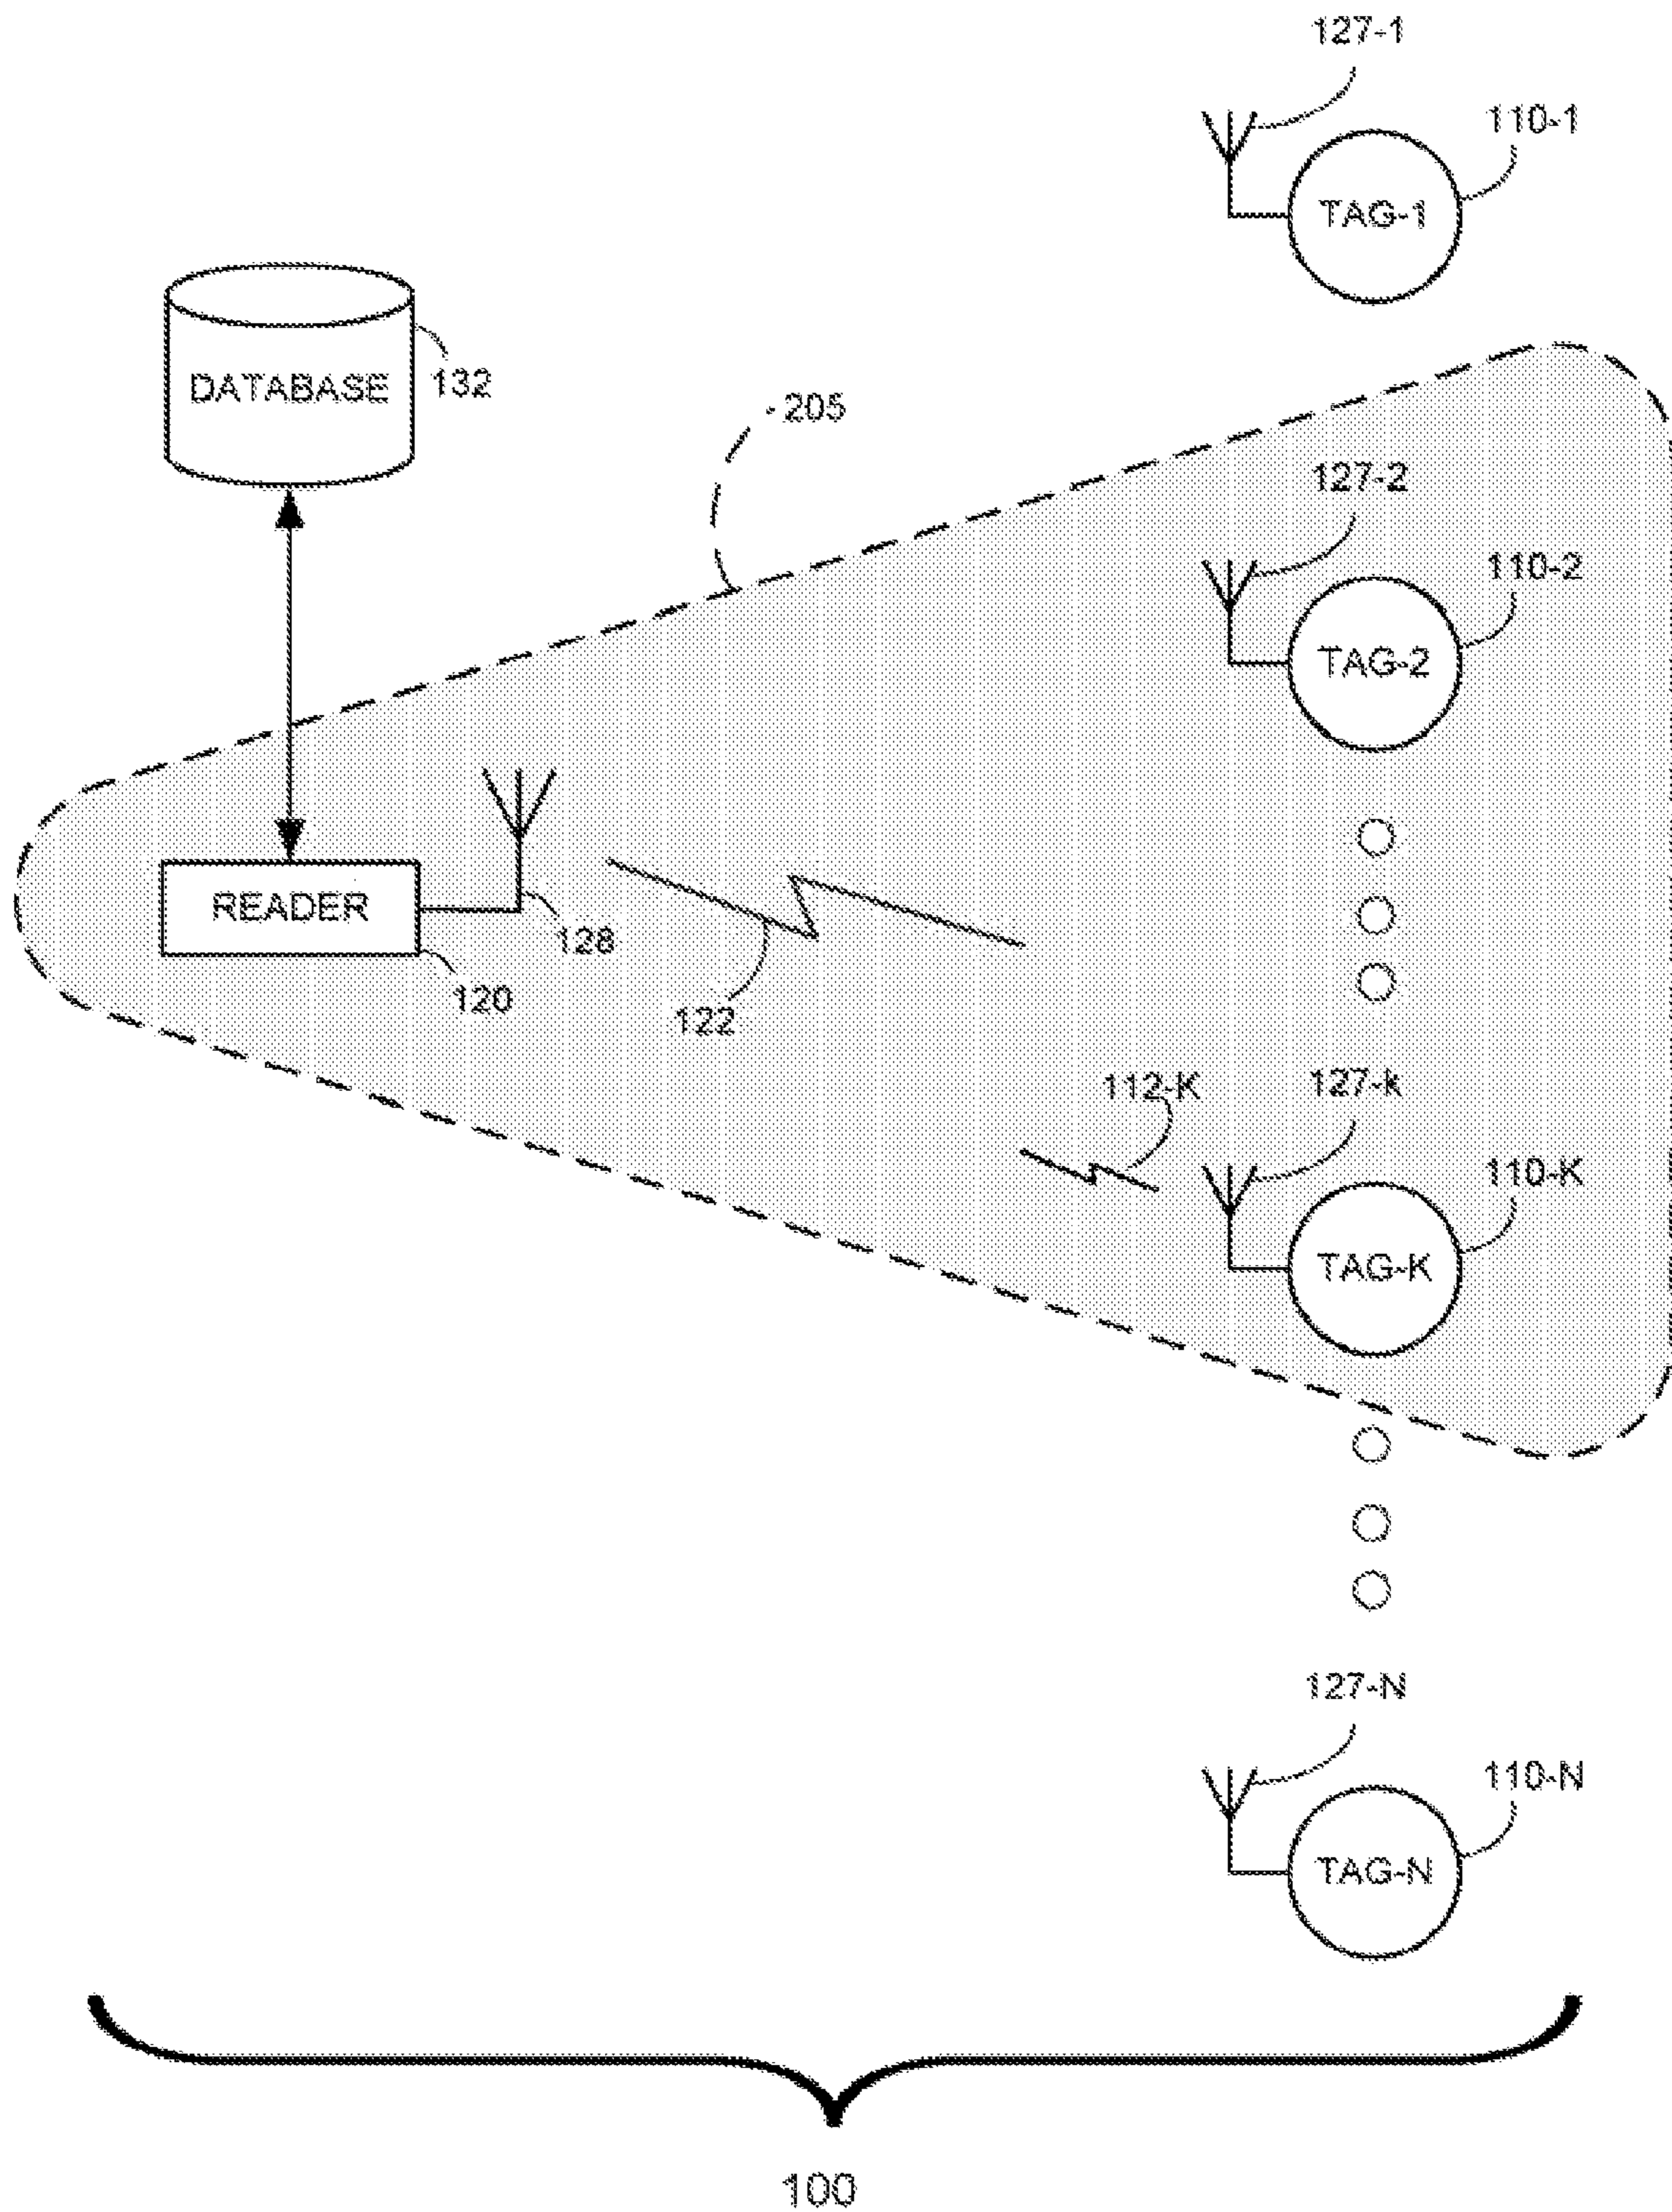 127-1
110-1
TAG-1
DATABASE
132
205
127-2
110-2
TAG-2
READER
128
120
122
112-K
127-k
110-K
TAG-K
127-N
110-N
TAG-N
100